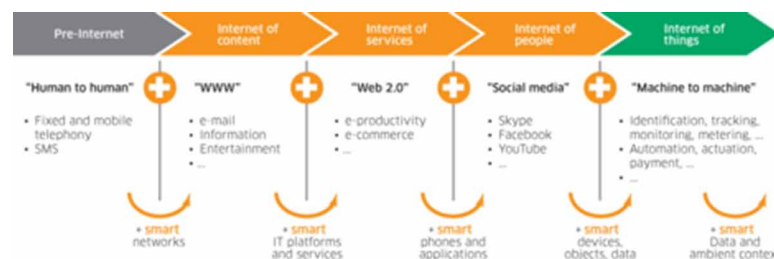 Pre-Internet
Internet of
content
Internet of
services
Internet of
people
Internet of
things
"Human to human"
"WWW"
"Web 2.0"
"Social media"
"Machine to machine"
• Fixed and mobile
telephony
• SMS
• e-mail
• Information
• Entertainment
• ...
• e-productivity
• e-commerce
• ...
• Skype
• Facebook
• YouTube
• ...
• Identification, tracking,
monitoring, metering, ...
• Automation, actuation,
payment, ...
• ...
+ smart
networks
+ smart
IT platforms
and services
+ smart
phones and
applications
+ smart
devices,
objects, data
+ smart
Data and
ambient context